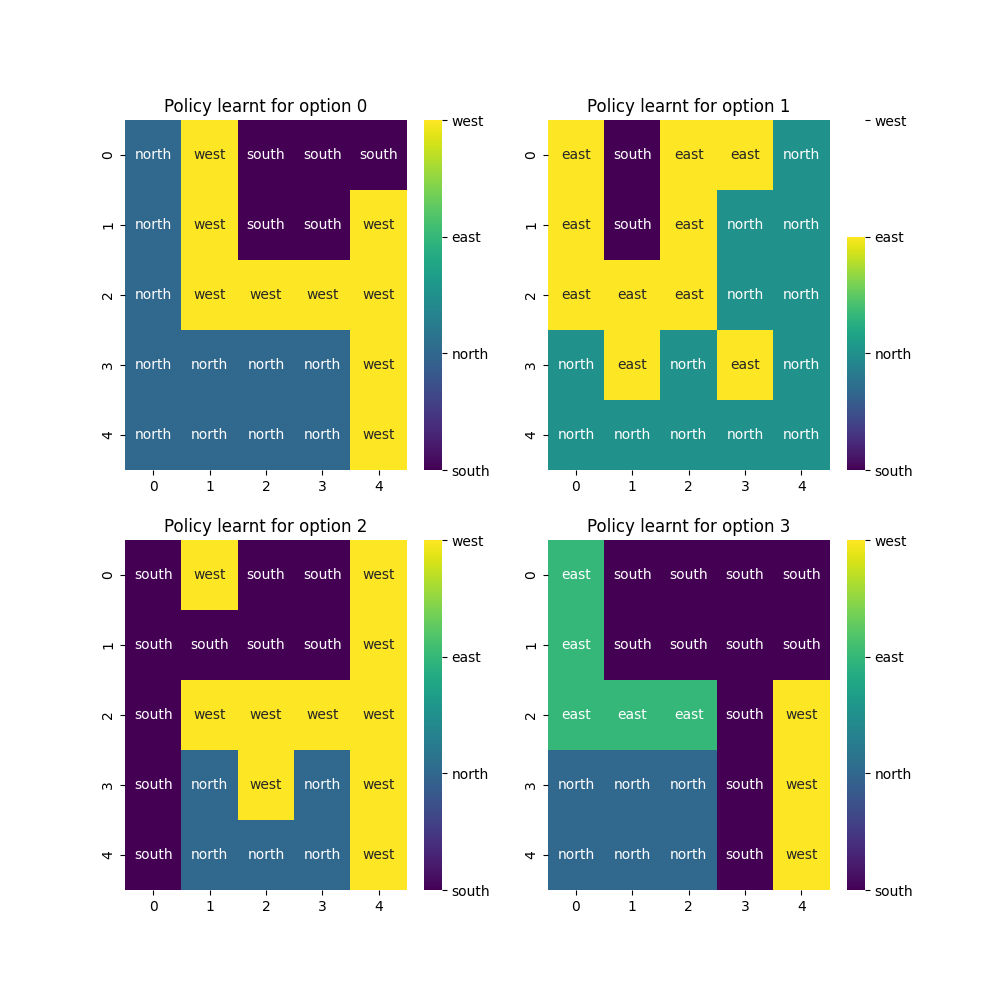 Policy learnt for option 0
0 north west south south south
1 north west south south west
2 north west west west west
3 north north north north west
4 north north north north west
0 1 2 3 4
west
east
north
south
Policy learnt for option 1
0 east south east east north
1 east south east north north
2 east east east north north
3 north east north east north
4 north north north north north
0 1 2 3 4
west
east
north
south
Policy learnt for option 2
0 south west south south west
1 south south south south west
2 south west west west west
3 south north west north west
4 south north north north west
0 1 2 3 4
west
east
north
south
Policy learnt for option 3
0 east south south south south
1 east south south south south
2 east east east south west
3 north north north south west
4 north north north south west
0 1 2 3 4
west
east
north
south